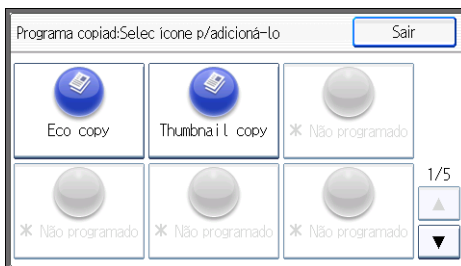 Programa copiad:Selec ícone p/adicioná-lo
Sair
Eco copy
Thumbnail copy
* Não programado
* Não programado
* Não programado
* Não programado
1/5